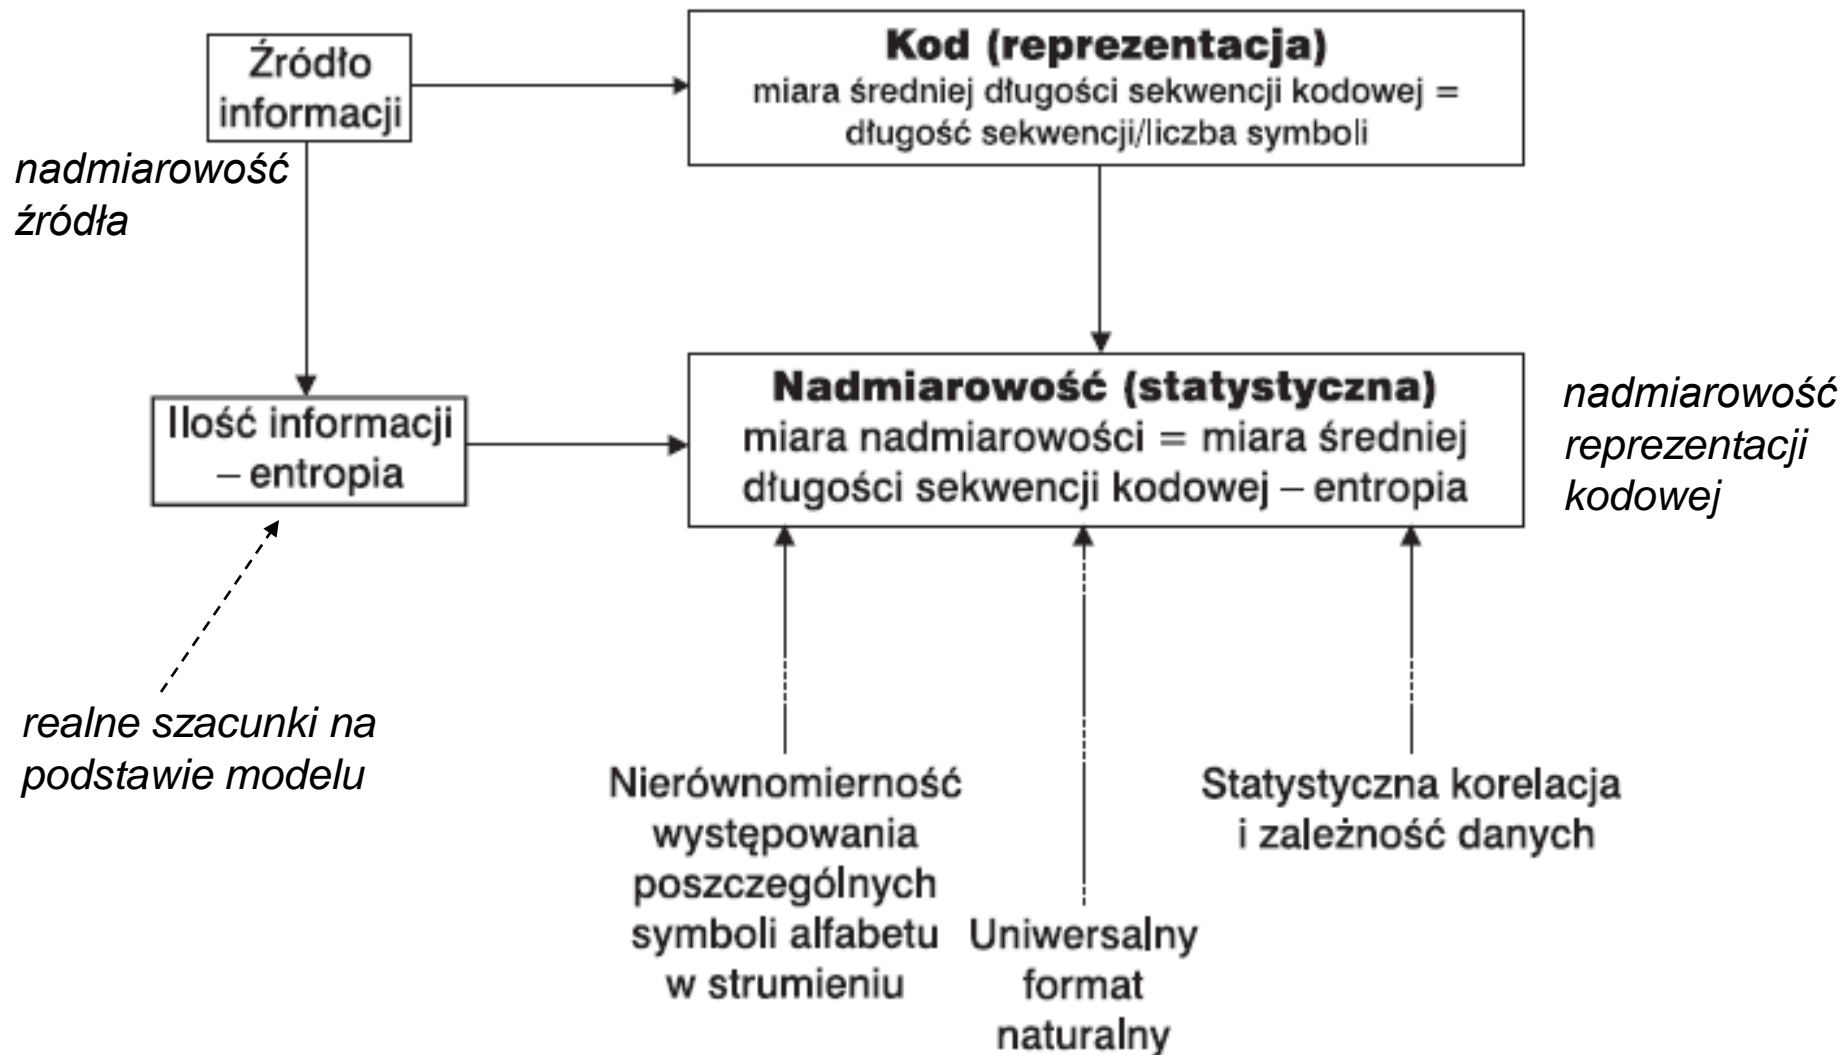 Źródło
informacji
Kod (reprezentacja)
miara średniej długości sekwencji kodowej =
długość sekwencji/liczba symboli
nadmiarowość
źródła
Ilość informacji
– entropia
Nadmiarowość (statystyczna)
miara nadmiarowości = miara średniej
długości sekwencji kodowej – entropia
nadmiarowość
reprezentacji
kodowej
realne szacunki na
podstawie modelu
Nierównomierność
występowania
poszczególnych
symboli alfabetu
w strumieniu
Uniwersalny
format
naturalny
Statystyczna korelacja
i zależność danych